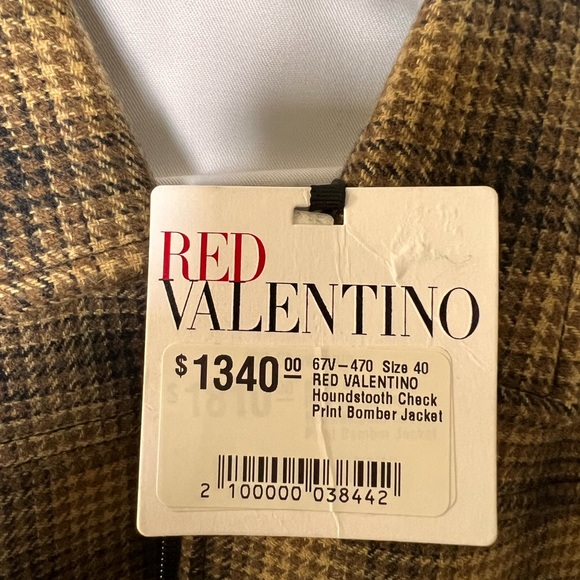 RED
VALENTINO
$1340 00
67V-470 Size 40
RED VALENTINO
Houndstooth Check
Print Bomber Jacket
2 100000 038442